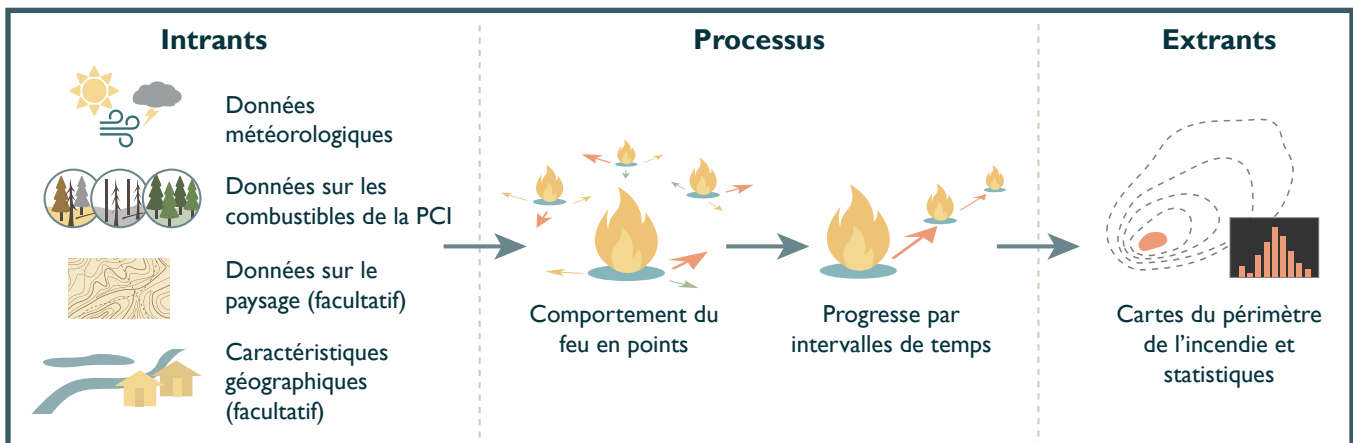 Intrants
Données
météorologiques
Données sur les
combustibles de la PCI
Données sur le
paysage (facultatif)
Caractéristiques
géographiques
(facultatif)
Processus
Comportement du
feu en points
Progresse par
intervalles de temps
Extrants
Cartes du périmètre
de l’incendie et
statistiques